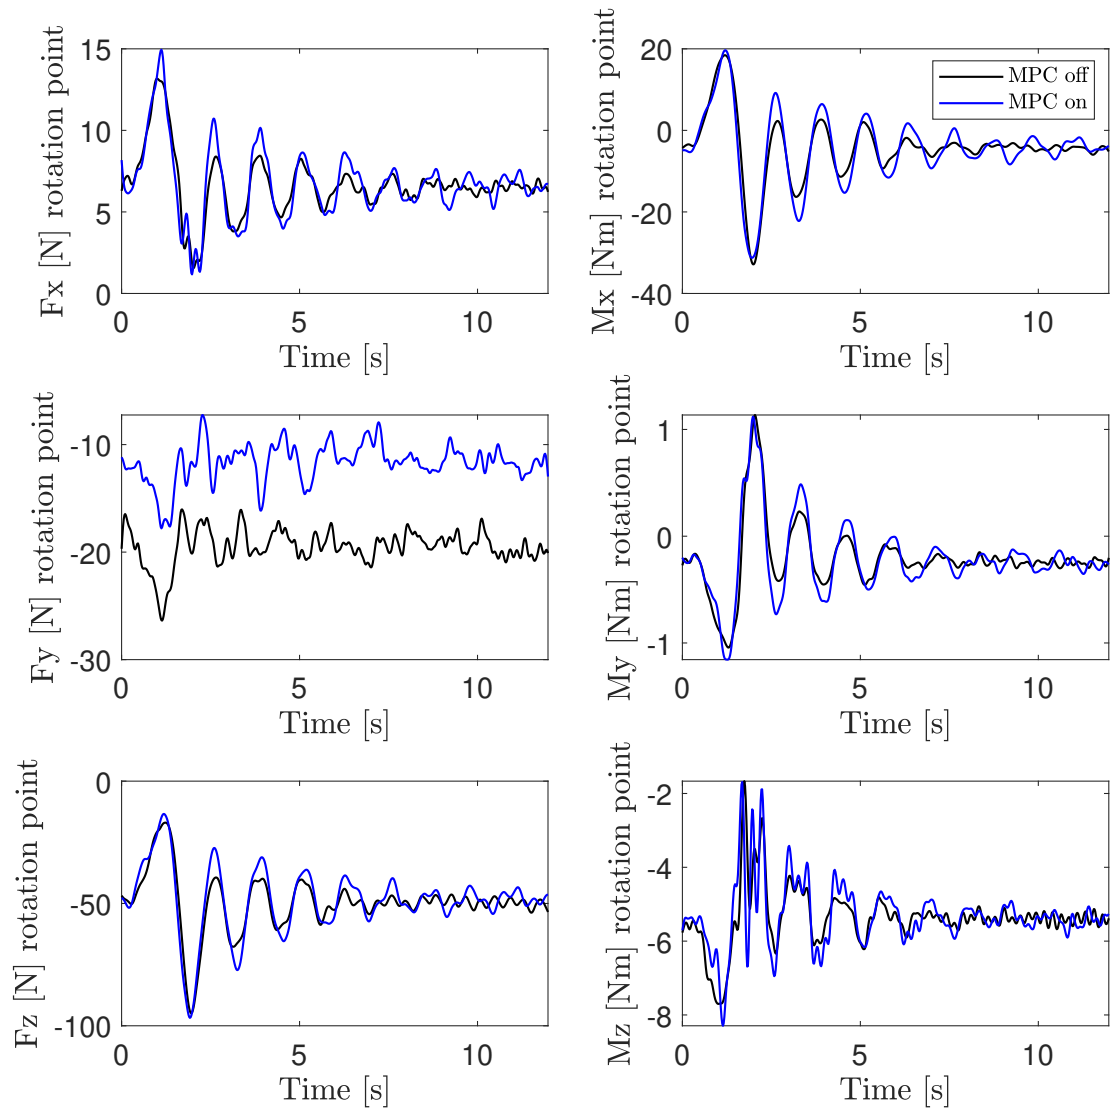 Fx [N] rotation point
15
10
5
0
0
5
10
Time [s]
Mx [Nm] rotation point
20
0
-20
-40
0
5
10
Time [s]
MPC off
MPC on
Fy [N] rotation point
-10
-20
-30
0
5
10
Time [s]
My [Nm] rotation point
1
0
-1
0
5
10
Time [s]
Fz [N] rotation point
0
-50
-100
0
5
10
Time [s]
Mz [Nm] rotation point
-2
-4
-6
-8
0
5
10
Time [s]